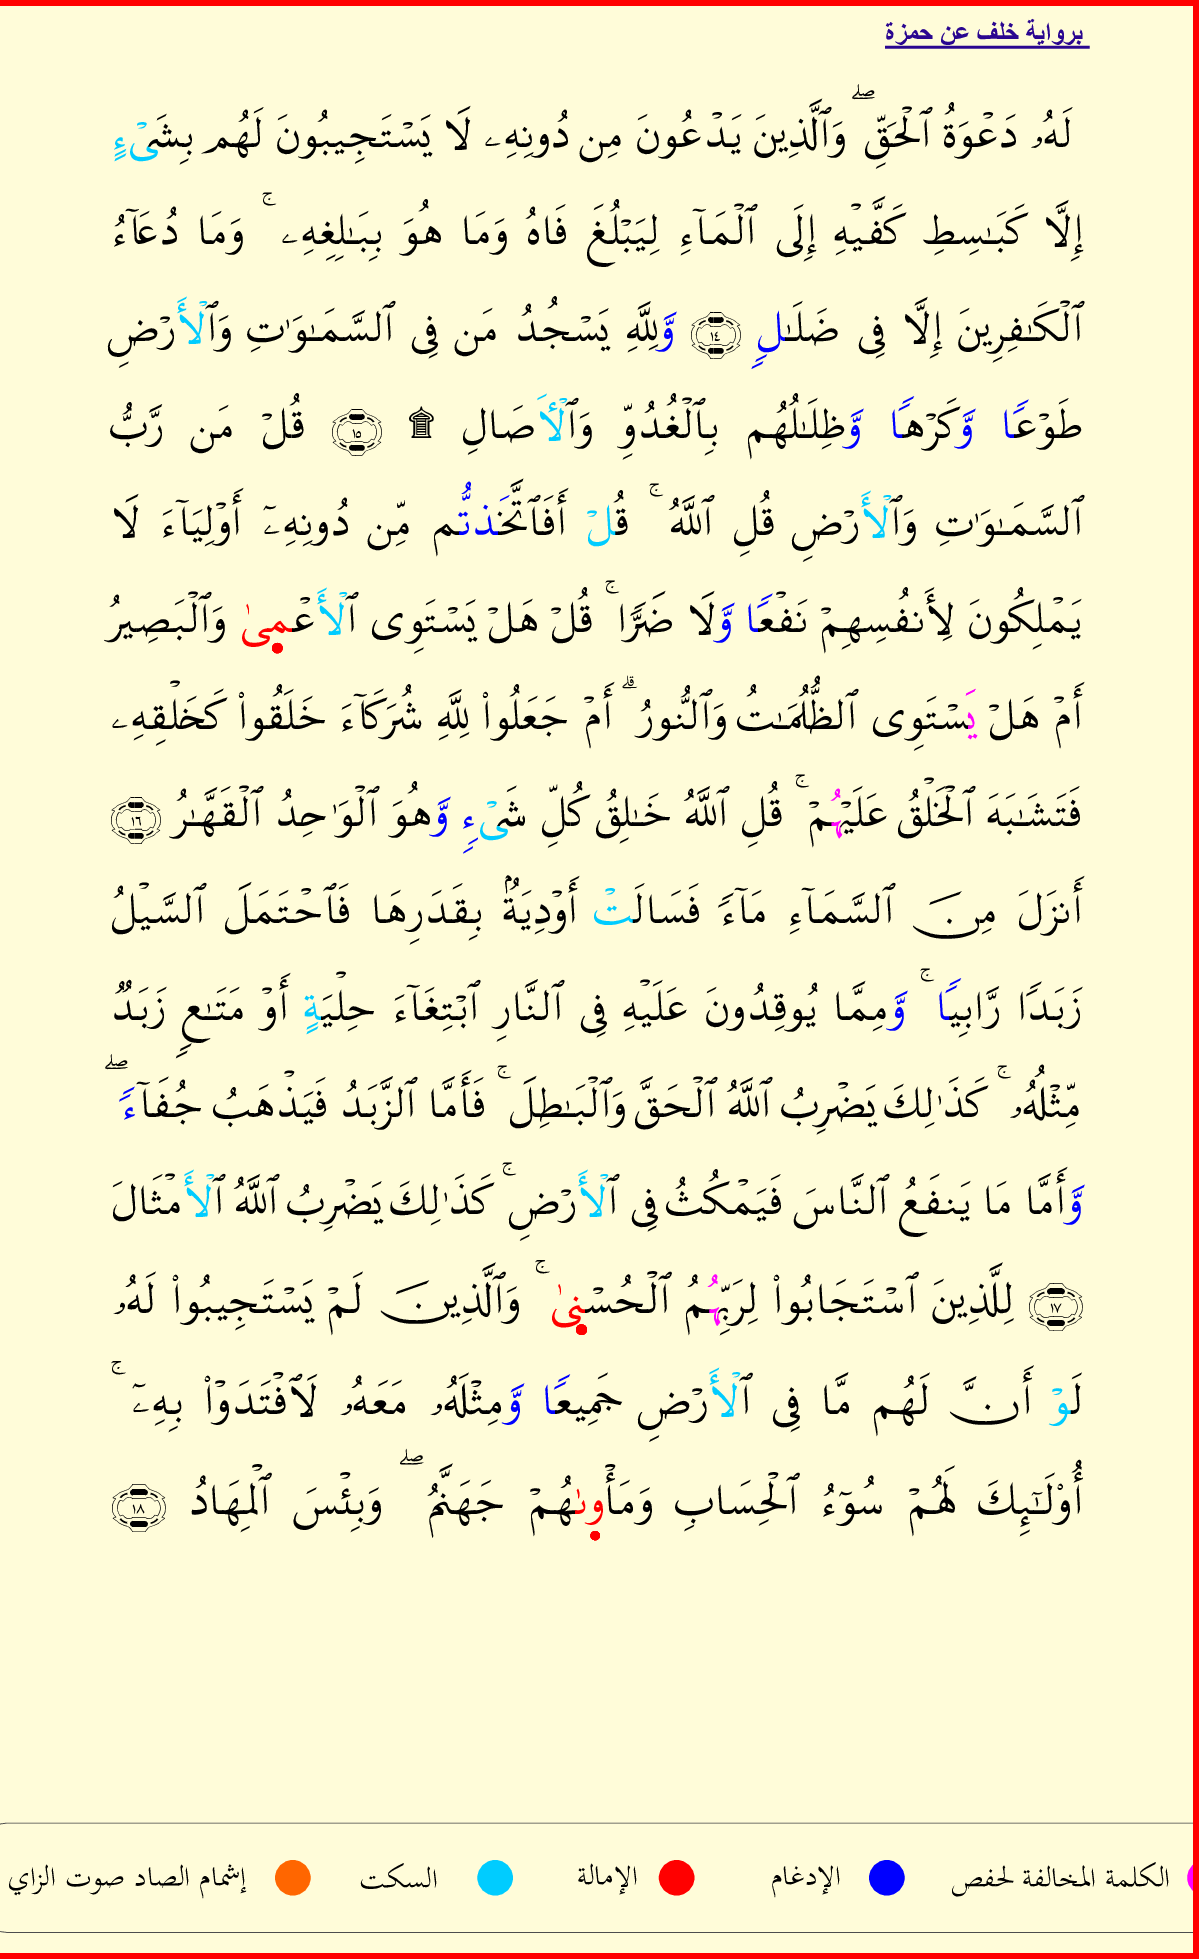 برواية خلف عن حمزة
لَهُۥ دَعۡوَةُ ٱلۡحَقِّۖ وَٱلَّذِينَ يَدۡعُونَ مِن دُونِهِۦ لَا يَسۡتَجِيبُونَ لَهُم بِشَيۡءٍ
إِلَّا كَبَٰسِطِ كَفَّيۡهِ إِلَى ٱلۡمَآءِ لِيَبۡلُغَ فَاهُ وَمَا هُوَ بِبَٰلِغِهِۦۚ وَمَا دُعَآءُ
ٱلۡكَٰفِرِينَ إِلَّا فِى ضَلَٰلٖ ١٤ وَّلِلَّهِ يَسۡجُدُۤ مَن فِى ٱلسَّمَٰوَٰتِ وَٱلۡأَرۡضِ
طَوۡعٗا وَّكَرۡهٗا وَّظِلَٰلُهُم بِٱلۡغُدُوِّ وَٱلۡأٓصَالِ ۩ ١٥ قُلۡ مَن رَّبُّ
ٱلسَّمَٰوَٰتِ وَٱلۡأَرۡضِ قُلِ ٱللَّهُۚ قُلۡ أَفَٱتَّخَذتُّم مِّن دُونِهِۦٓ أَوۡلِيَآءَ لَا
يَمۡلِكُونَ لِأَنفُسِهِمۡ نَفۡعٗا وَّلَا ضَرّٗاۚ قُلۡ هَلۡ يَسۡتَوِى ٱلۡأَعۡمِىٰ وَٱلۡبَصِيرُ
أَمۡ هَلۡ يَسۡتَوِى ٱلظُّلُمَٰتُ وَٱلنُّورُۗ أَمۡ جَعَلُواْ لِلَّهِ شُرَكَآءَ خَلَقُواْ كَخَلۡقِهِۦ
فَتَشَٰبَهَ ٱلۡخَلۡقُ عَلَيۡهُمۡۚ قُلِ ٱللَّهُ خَٰلِقُ كُلِّ شَيۡءٖ وَّهُوَ ٱلۡوَٰحِدُ ٱلۡقَهَّٰرُ ١٦
أَنزَلَ مِنَ ٱلسَّمَآءِ مَآءٗ فَسَالَتۡ أَوۡدِيَةُۢ بِقَدَرِهَا فَٱحۡتَمَلَ ٱلسَّيۡلُ
زَبَدٗا رَّابِيٗاۚ وَّمِمَّا يُوقِدُونَ عَلَيۡهِ فِى ٱلنَّارِ ٱبۡتِغَآءَ حِلۡيَةٍ أَوۡ مَتَٰعٖ زَبَدٞ
مِّثۡلُهُۥۚ كَذَٰلِكَ يَضۡرِبُ ٱللَّهُ ٱلۡحَقَّ وَٱلۡبَٰطِلَۚ فَأَمَّا ٱلزَّبَدُ فَيَذۡهَبُ جُفَآءٗۖ
وَّأَمَّا مَا يَنفَعُ ٱلنَّاسَ فَيَمۡكُثُ فِى ٱلۡأَرۡضِۚ كَذَٰلِكَ يَضۡرِبُ ٱللَّهُ ٱلۡأَمۡثَالَ
١٧ لِلَّذِينَ ٱسۡتَجَابُواْ لِرَبِّهُمُ ٱلۡحُسۡنِىٰۚ وَٱلَّذِينَ لَمۡ يَسۡتَجِيبُواْ لَهُۥ
لَوۡ أَنَّ لَهُم مَّا فِى ٱلۡأَرۡضِ جَمِيعٗا وَّمِثۡلَهُۥ مَعَهُۥ لَٱفۡتَدَوۡاْ بِهِۦٓۚ
أُوْلَٰٓئِكَ لَهُمۡ سُوٓءُ ٱلۡحِسَابِ وَمَأۡوِىٰهُمۡ جَهَنَّمُۖ وَبِئۡسَ ٱلۡمِهَادُ ١٨
الكلمة المخالفة لحفص الإدغام الإمالة السكت إشمام الصاد صوت الزاي